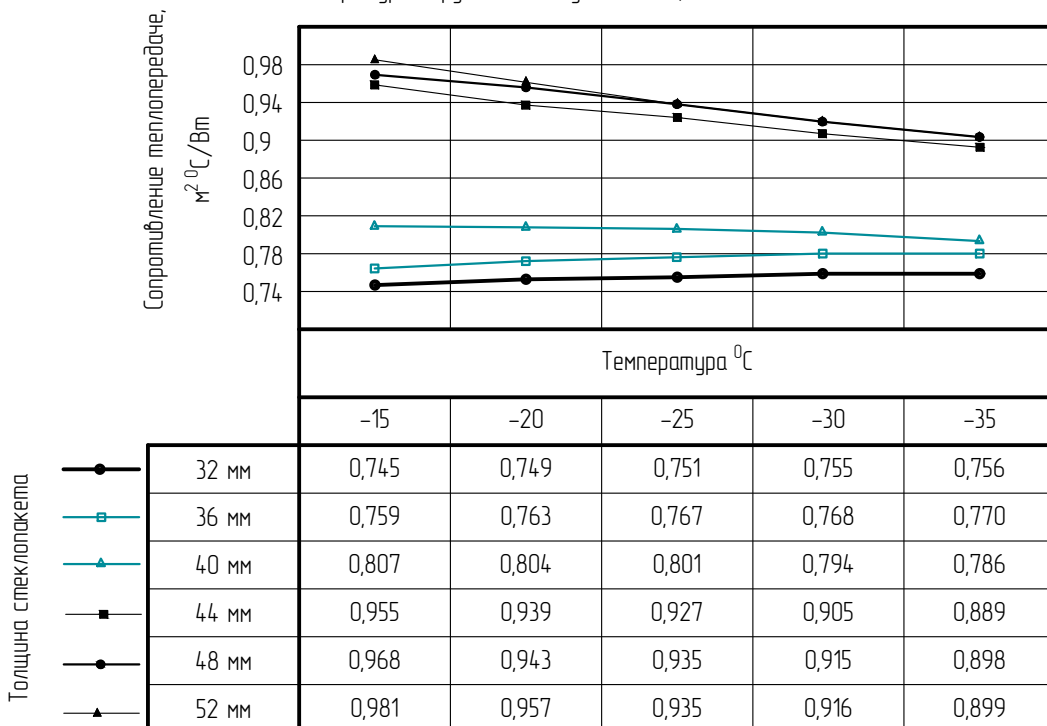 Сопротивление теплопередаче,
м² ⁰С/Вт
0,98
0,94
0,9
0,86
0,82
0,78
0,74
Температура ⁰С
–15 –20 –25 –30 –35
Толщина стеклопакета
32 мм 0,745 0,749 0,751 0,755 0,756
36 мм 0,759 0,763 0,767 0,768 0,770
40 мм 0,807 0,804 0,801 0,794 0,786
44 мм 0,955 0,939 0,927 0,905 0,889
48 мм 0,968 0,943 0,935 0,915 0,898
52 мм 0,981 0,957 0,935 0,916 0,899